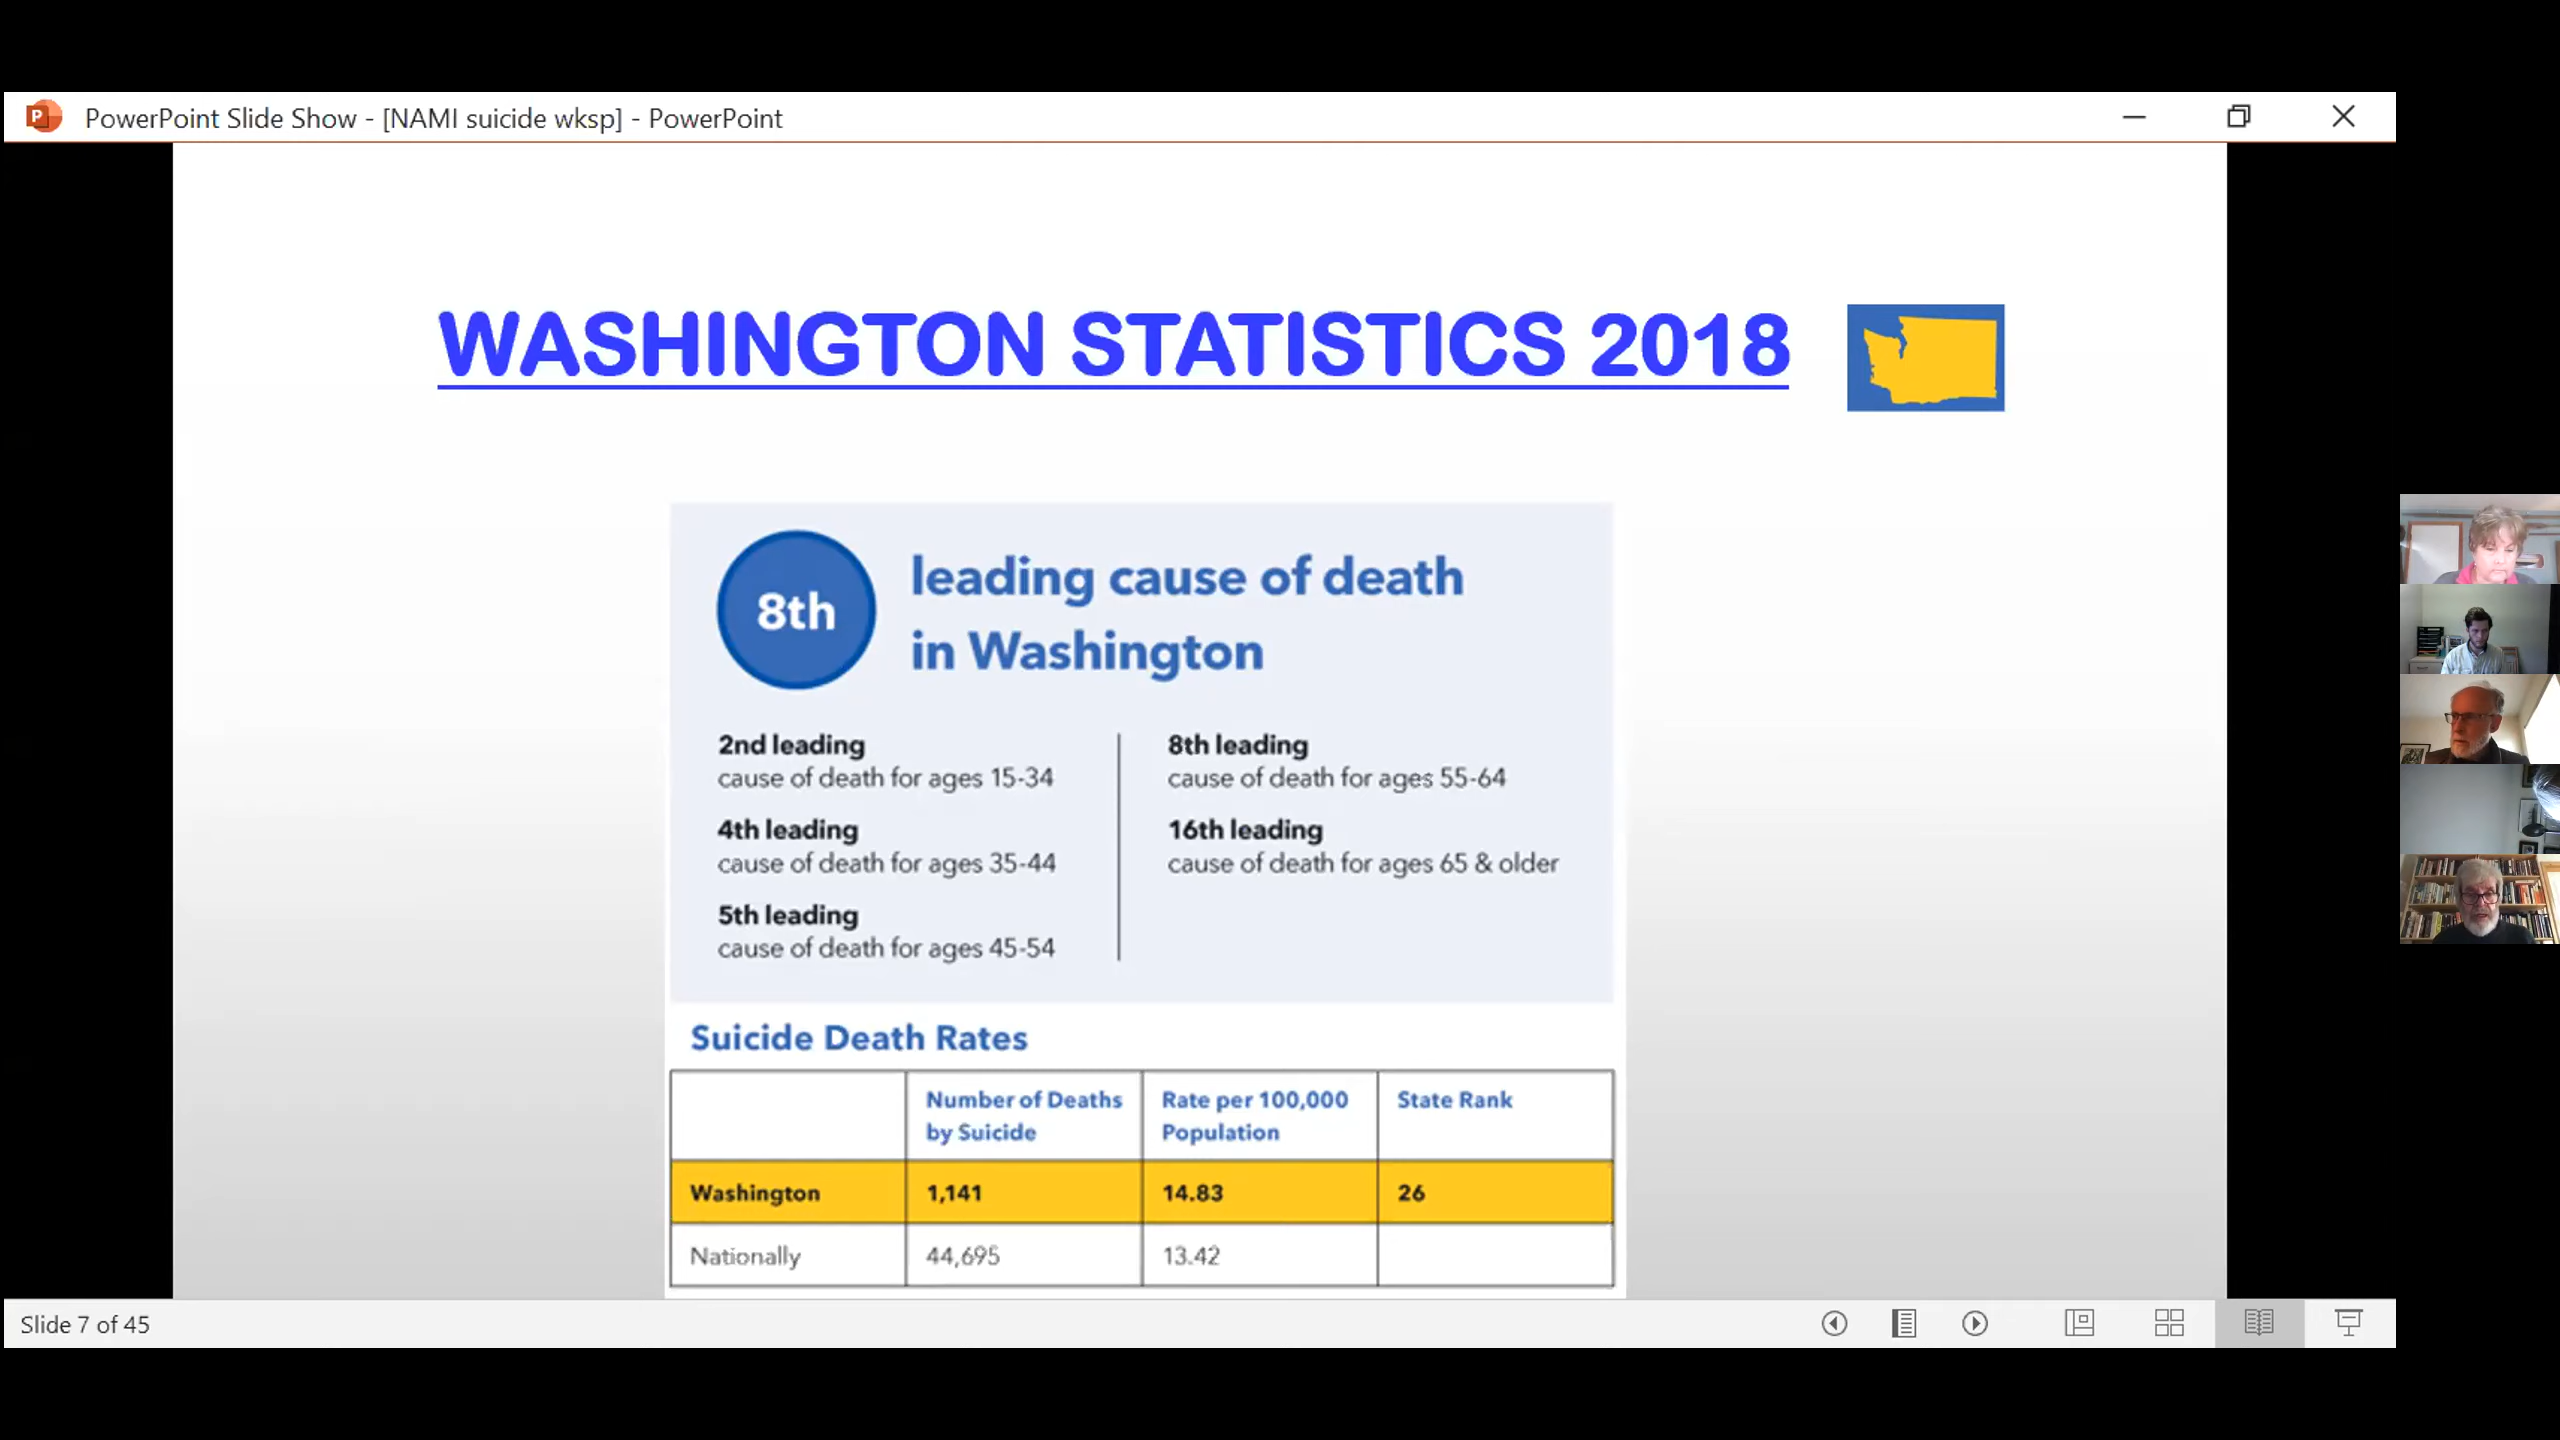 PowerPoint Slide Show - [NAMI suicide wksp] - PowerPoint
WASHINGTON STATISTICS 2018
8th
leading cause of death
in Washington
2nd leading
cause of death for ages 15-34
4th leading
cause of death for ages 35-44
5th leading
cause of death for ages 45-54
8th leading
cause of death for ages 55-64
16th leading
cause of death for ages 65 & older
Suicide Death Rates
Number of Deaths by Suicide Rate per 100,000 Population State Rank
Washington 1,141 14.83 26
Nationally 44,695 13.42
Slide 7 of 45